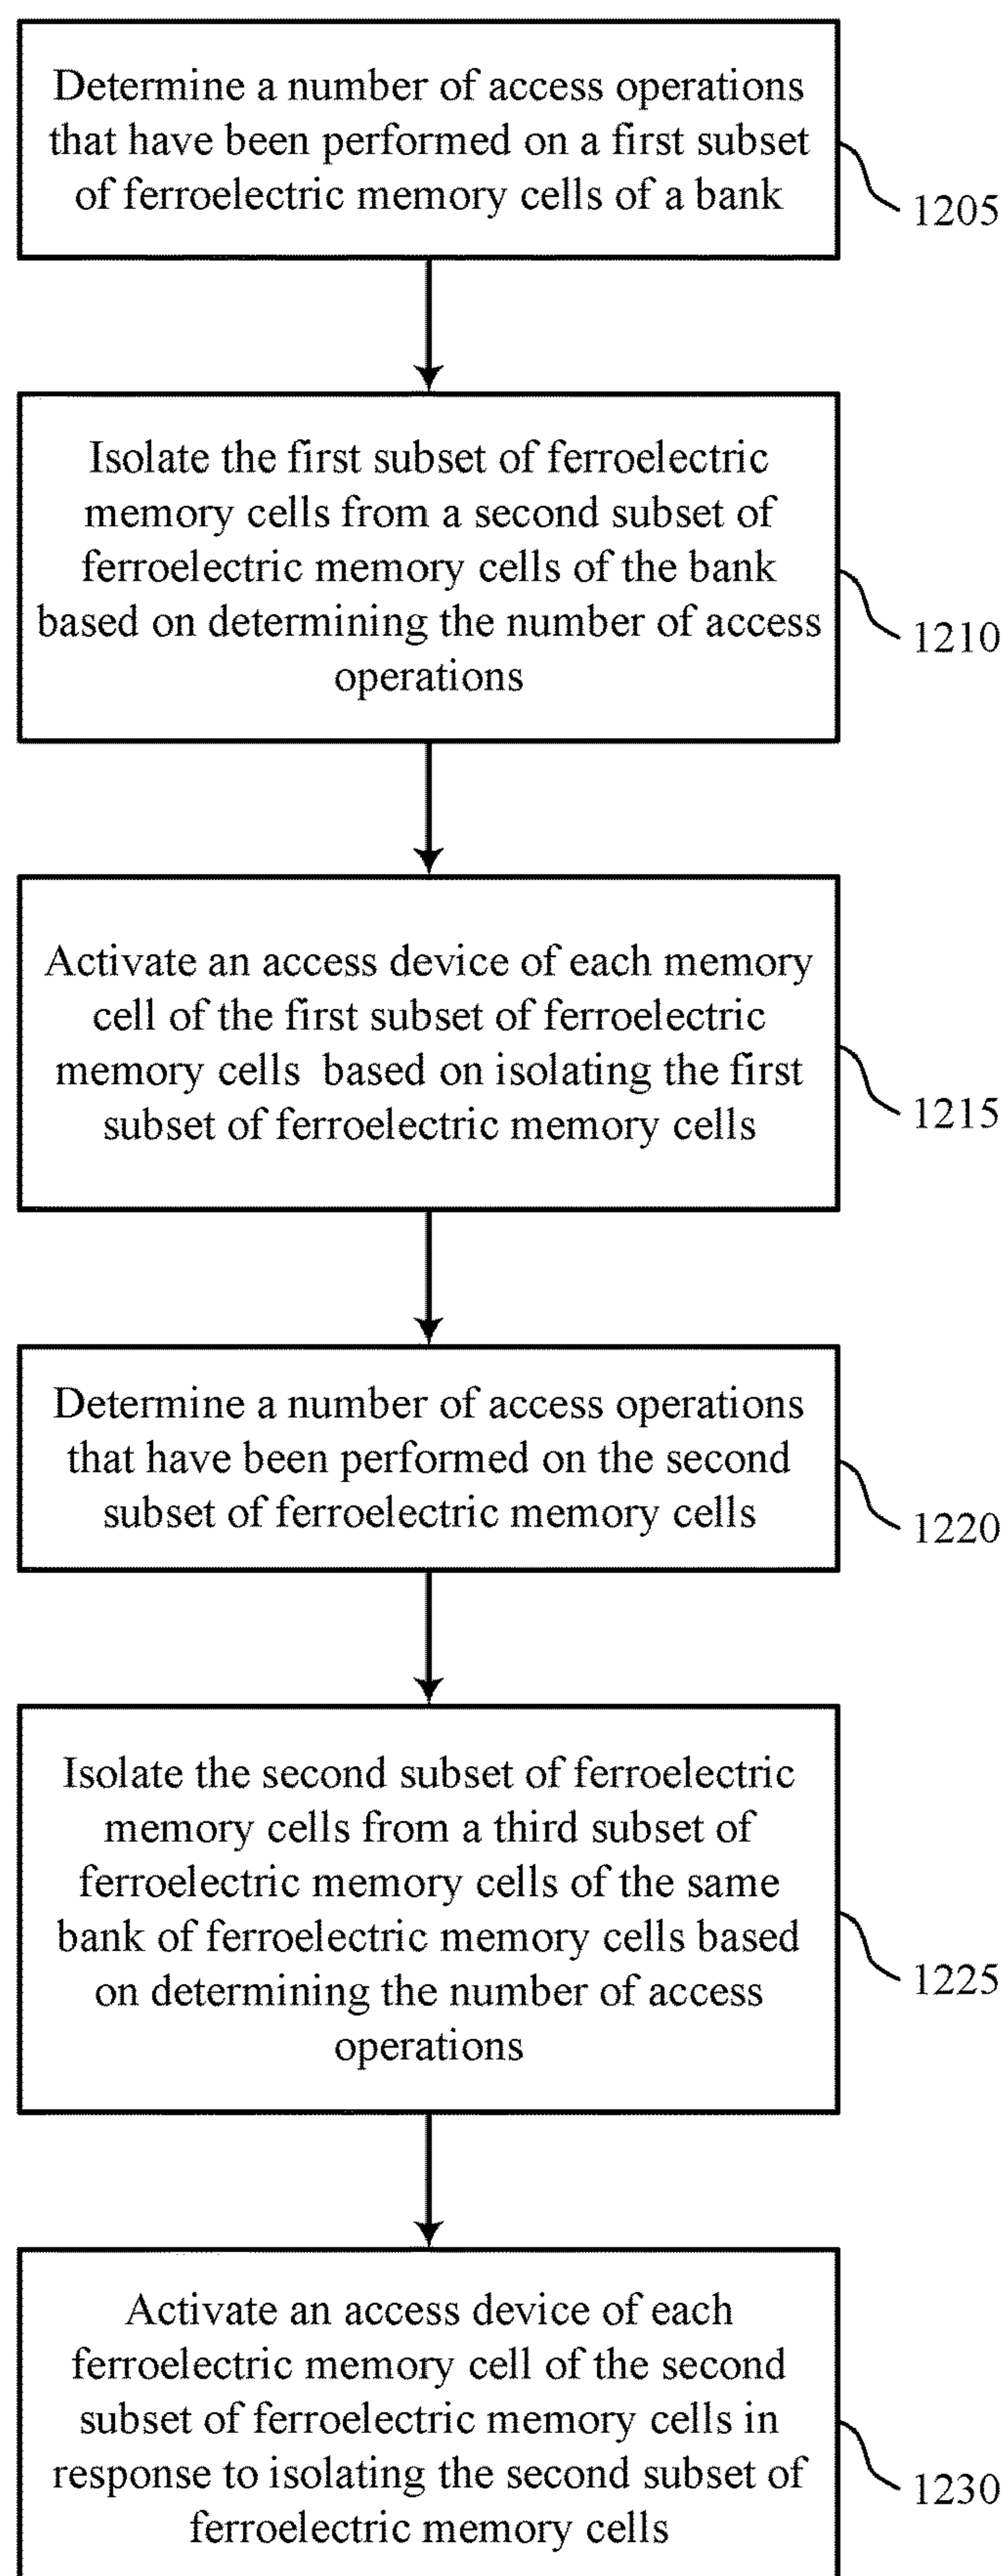 Determine a number of access operations
that have been performed on a first subset
of ferroelectric memory cells of a bank
1205
Isolate the first subset of ferroelectric
memory cells from a second subset of
ferroelectric memory cells of the bank
based on determining the number of access
operations
1210
Activate an access device of each memory
cell of the first subset of ferroelectric
memory cells based on isolating the first
subset of ferroelectric memory cells
1215
Determine a number of access operations
that have been performed on the second
subset of ferroelectric memory cells
1220
Isolate the second subset of ferroelectric
memory cells from a third subset of
ferroelectric memory cells of the same
bank of ferroelectric memory cells based
on determining the number of access
operations
1225
Activate an access device of each
ferroelectric memory cell of the second
subset of ferroelectric memory cells in
response to isolating the second subset of
ferroelectric memory cells
1230